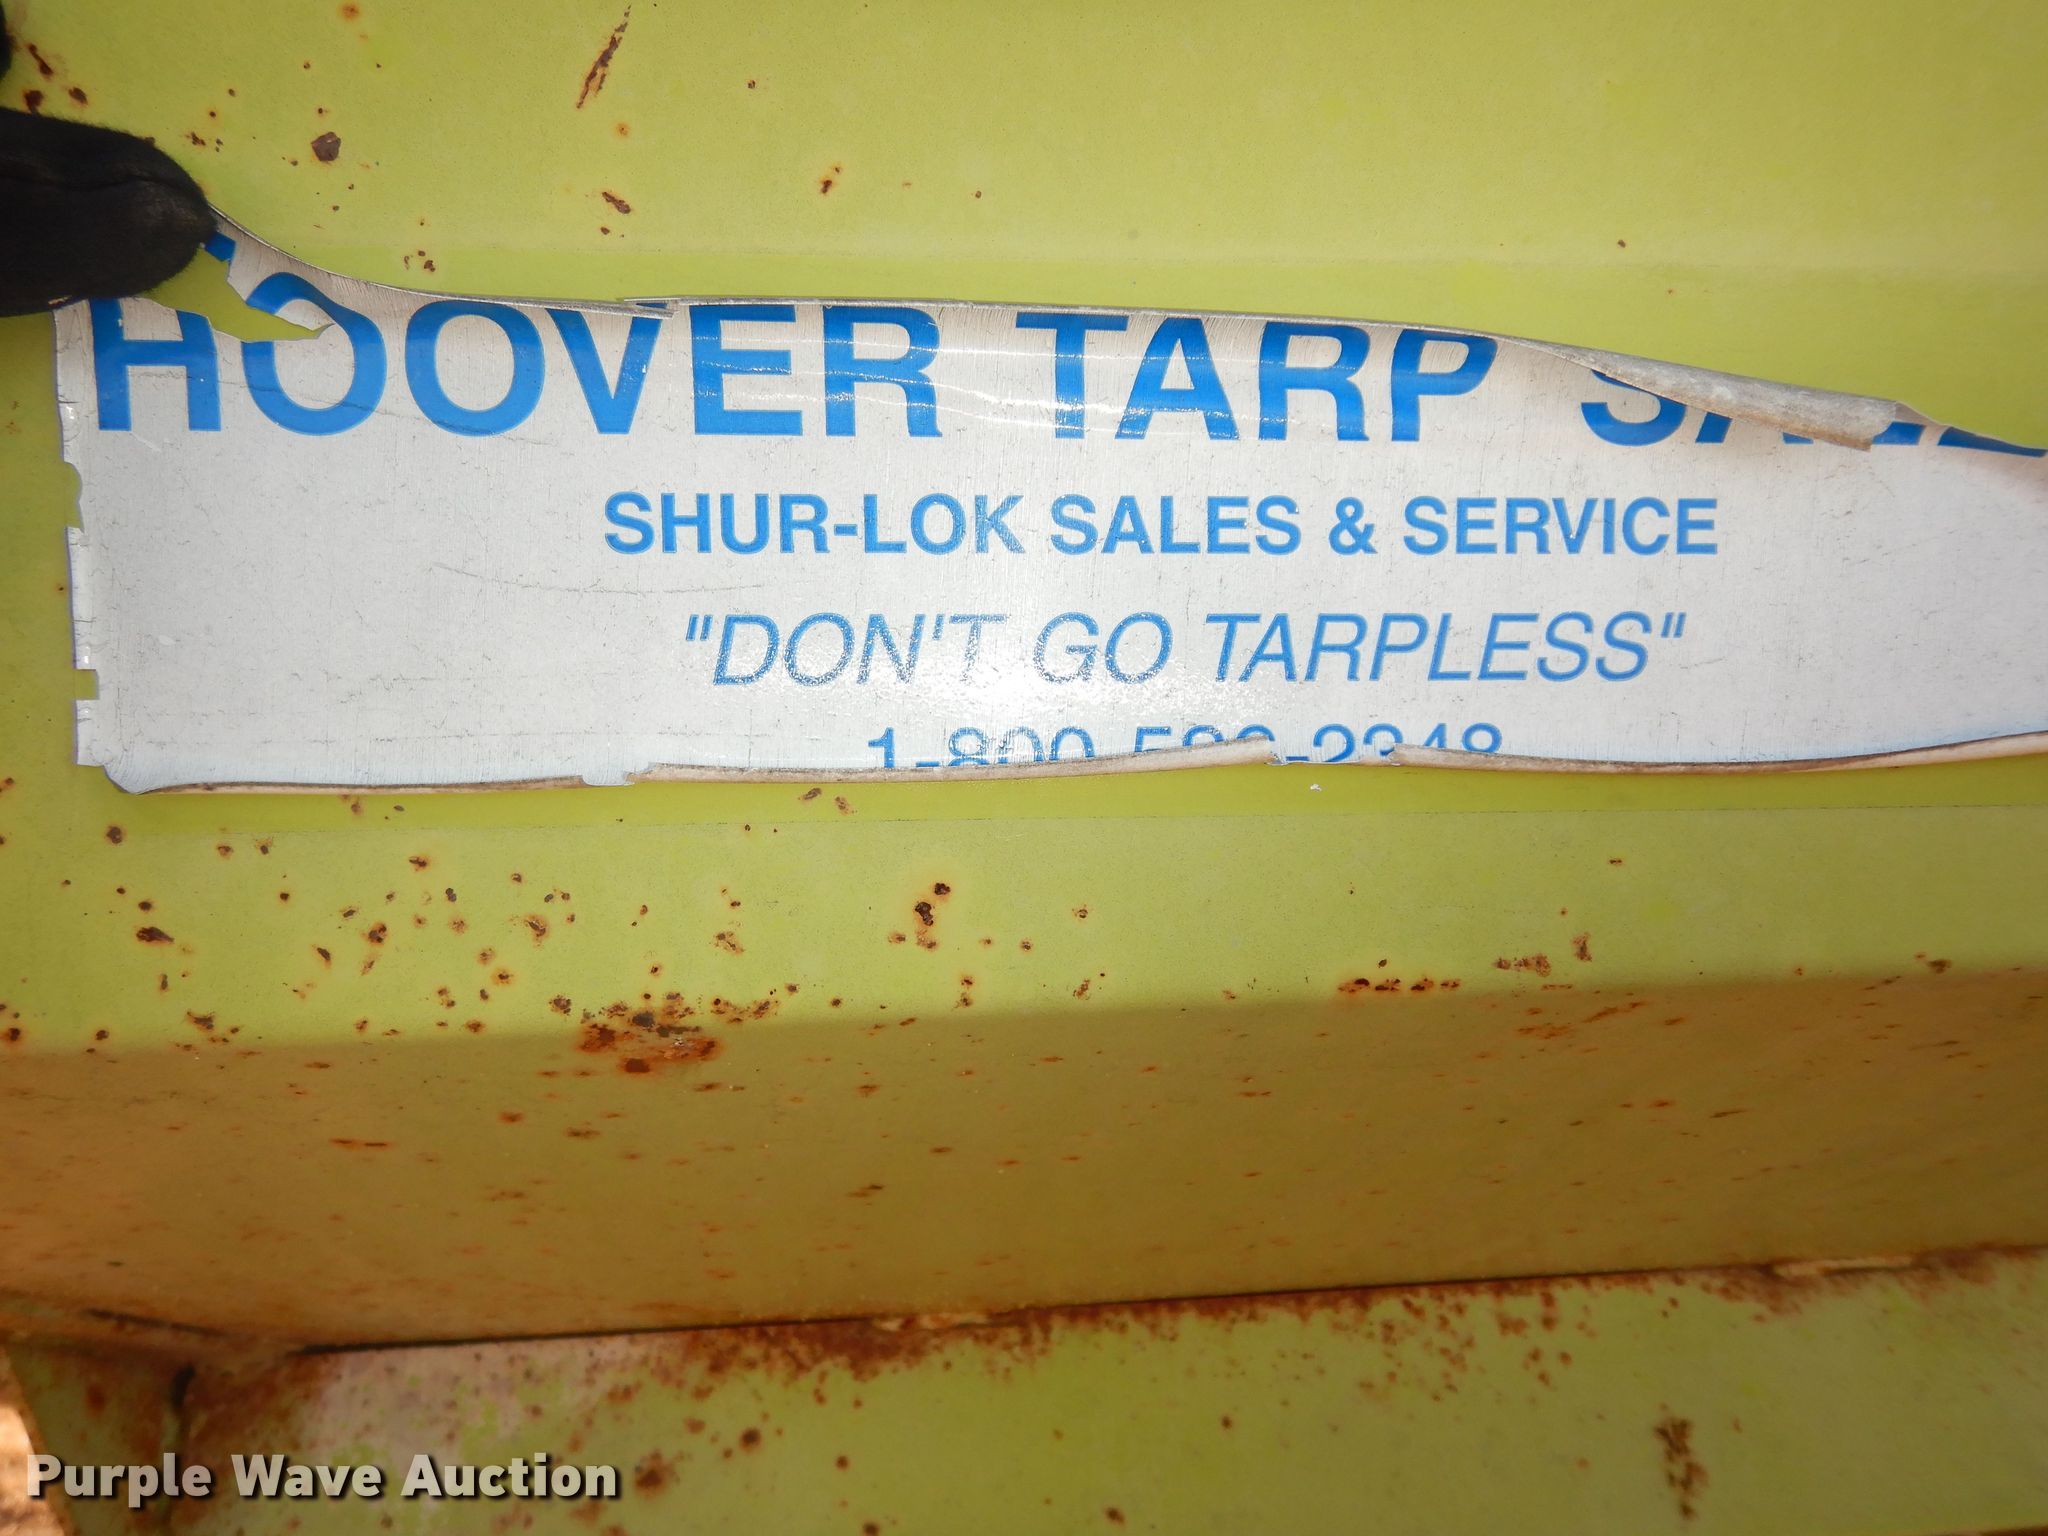 HOOVER TARP
SHUR-LOK SALES & SERVICE
"DON'T GO TARPLESS"
Purple Wave Auction